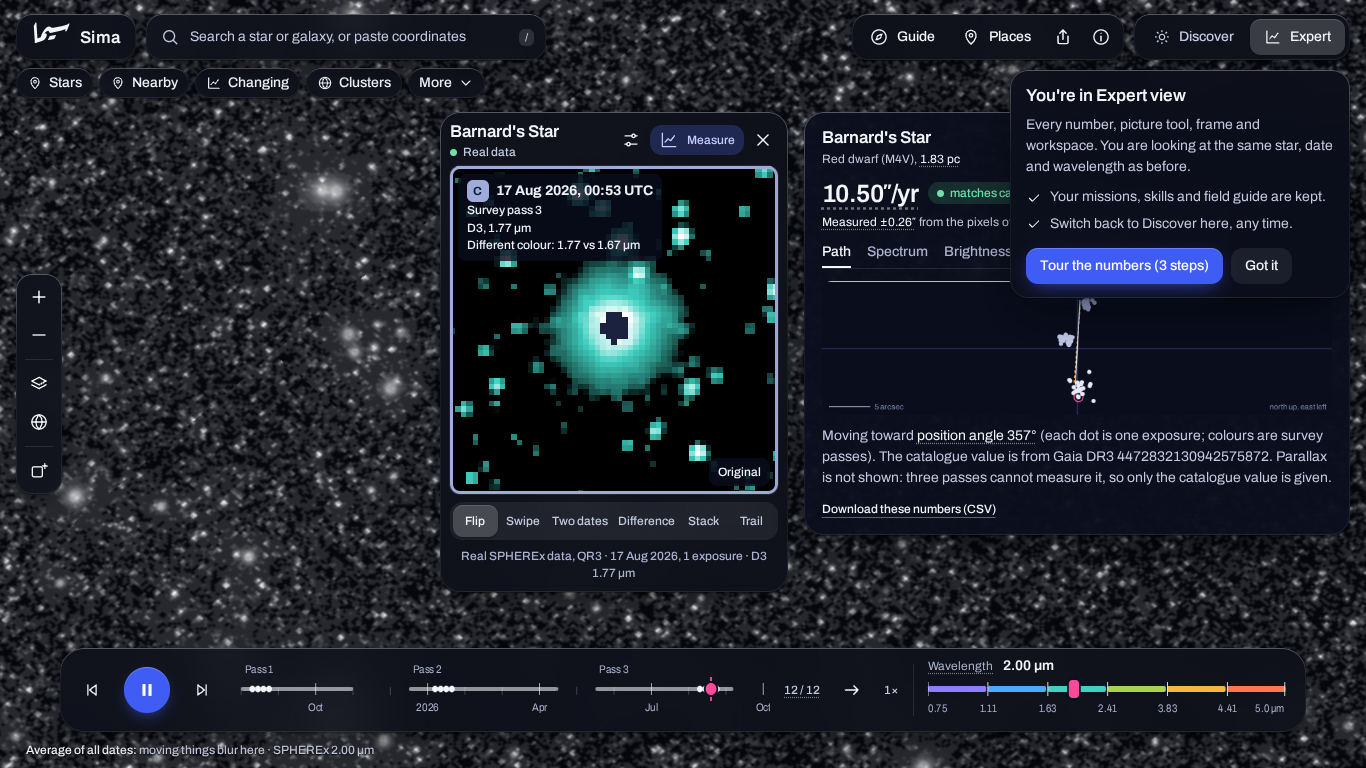 Sima
Search a star or galaxy, or paste coordinates
/
Guide
Places
Discover
Expert
Stars
Nearby
Changing
Clusters
More
You're in Expert view
Every number, picture tool, frame and
workspace. You are looking at the same star, date
and wavelength as before.
Your missions, skills and field guide are kept.
Switch back to Discover here, any time.
Tour the numbers (3 steps)
Got it
Barnard's Star
Real data
Measure
C
17 Aug 2026, 00:53 UTC
Survey pass 3
D3, 1.77 µm
Different colour: 1.77 vs 1.67 µm
Original
Flip
Swipe
Two dates
Difference
Stack
Trail
Real SPHEREx data, QR3 · 17 Aug 2026, 1 exposure · D3
1.77 µm
Barnard's Star
Red dwarf (M4V), 1.83 pc
10.50″/yr
matches ca
Measured ±0.26″ from the pixels o
Path
Spectrum
Brightness
5 arcsec
north up, east left
Moving toward position angle 357° (each dot is one exposure; colours are survey
passes). The catalogue value is from Gaia DR3 4472832130942575872. Parallax
is not shown: three passes cannot measure it, so only the catalogue value is given.
Download these numbers (CSV)
Pass 1
Oct
Pass 2
2026
Apr
Pass 3
Jul
Oct
12 / 12
1×
Wavelength 2.00 µm
0.75
1.11
1.63
2.41
3.83
4.41
5.0 µm
Average of all dates: moving things blur here · SPHEREx 2.00 µm